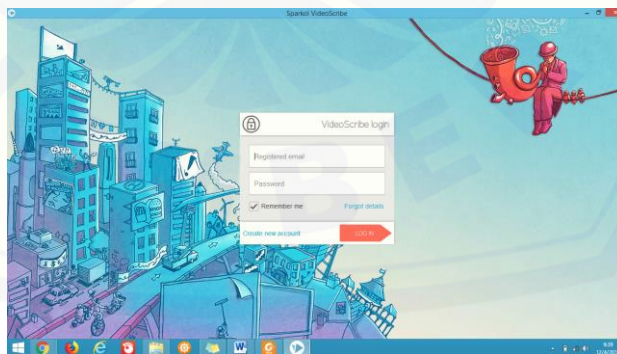 Sparkol VideoScribe
VideoScribe login
Registered email
Password
Remember me
Forgot details
Create new account
LOG IN